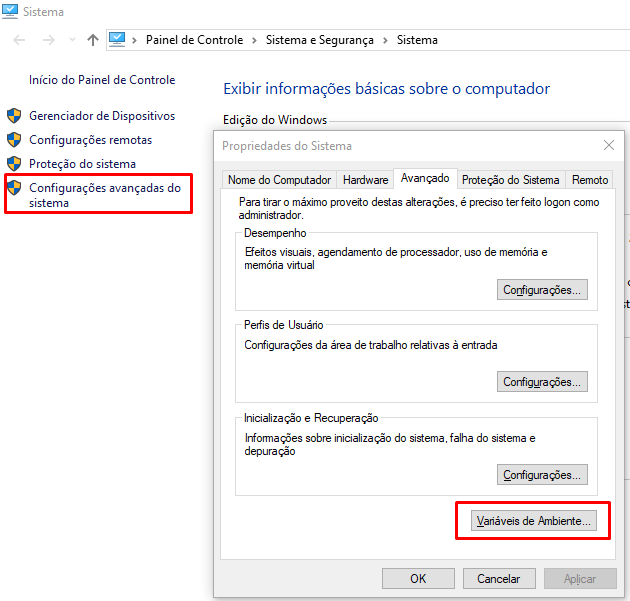 Sistema
Painel de Controle > Sistema e Segurança > Sistema
Início do Painel de Controle
Gerenciador de Dispositivos
Configurações remotas
Proteção do sistema
Configurações avançadas do
sistema
Exibir informações básicas sobre o computador
Edição do Windows
Propriedades do Sistema
Nome do Computador
Hardware
Avançado
Proteção do Sistema
Remoto
Para tirar o máximo proveito destas alterações, é preciso ter feito logon como
administrador.
Desempenho
Efeitos visuais, agendamento de processador, uso de memória e
memória virtual
Configurações...
Perfis de Usuário
Configurações da área de trabalho relativas à entrada
Configurações...
Inicialização e Recuperação
Informações sobre inicialização do sistema, falha do sistema e
depuração
Configurações...
Variáveis de Ambiente...
OK
Cancelar
Aplicar